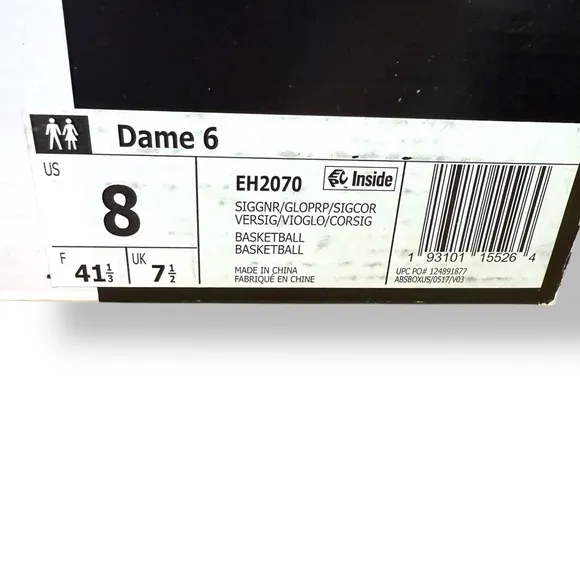 Dame 6
US
8
F 41 1/3
UK 7 1/2
EH2070
Inside
SIGGNR/GLOPRP/SIGCOR
VERSIG/VIOGLO/CORSIG
BASKETBALL
BASKETBALL
MADE IN CHINA
FABRIQUÉ EN CHINE
1 93101 15526 4
UPC PO# 124891877
ABSBOXUS/0517/V03